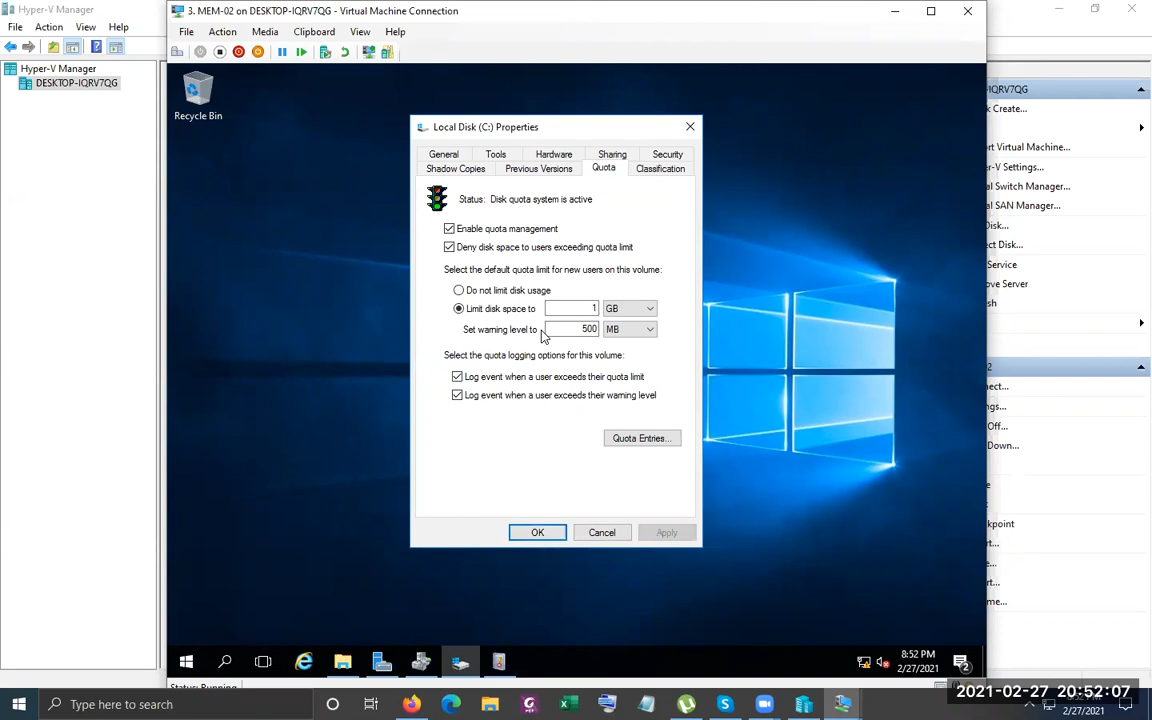 Hyper-V Manager
File Action View Help
Hyper-V Manager
DESKTOP-IQRV7QG
3. MEM-02 on DESKTOP-IQRV7QG - Virtual Machine Connection
File Action Media Clipboard View Help
Recycle Bin
Local Disk (C:) Properties
General Tools Hardware Sharing Security
Shadow Copies Previous Versions Quota Classification
Status: Disk quota system is active
Enable quota management
Deny disk space to users exceeding quota limit
Select the default quota limit for new users on this volume:
Do not limit disk usage
Limit disk space to 1 GB
Set warning level to 500 MB
Select the quota logging options for this volume:
Log event when a user exceeds their quota limit
Log event when a user exceeds their warning level
Quota Entries...
OK Cancel Apply
IQRV7QG
k Create...
rt Virtual Machine...
r-V Settings...
al Switch Manager...
al SAN Manager...
Disk...
ct Disk...
Service
ve Server
sh
2
nect...
ngs...
Off...
Down...
e
t
kpoint
rt...
e...
rt...
me...
8:52 PM
2/27/2021
2
Status: Running
2021-02-27 20:52:07
Type here to search
2/27/2021